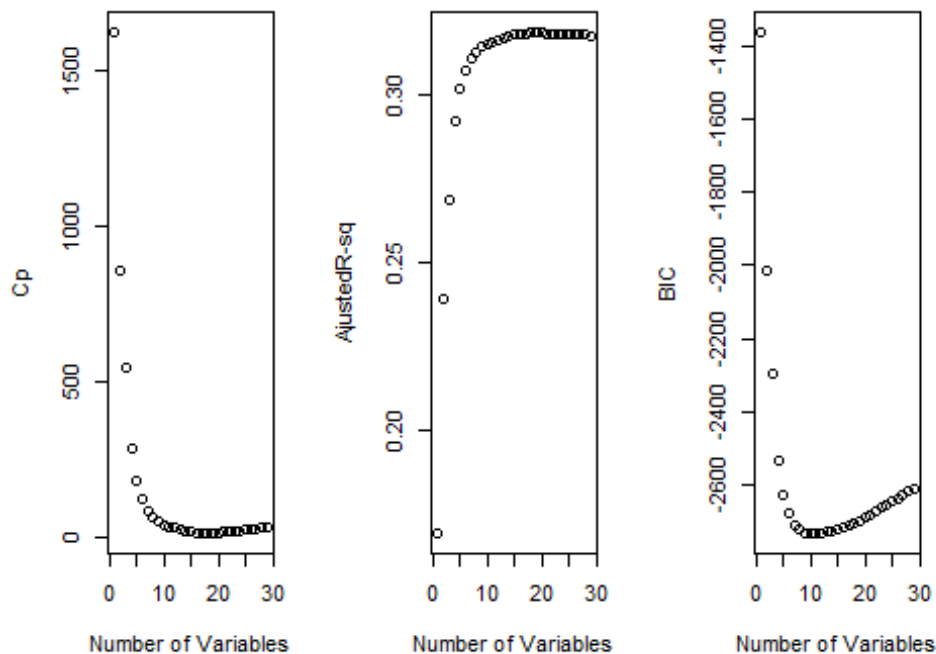 Cp
1500
1000
500
0
0 10 20 30
Number of Variables
AjustedR-sq
0.30
0.25
0.20
0 10 20 30
Number of Variables
BIC
-1400
-1600
-1800
-2000
-2200
-2400
-2600
0 10 20 30
Number of Variables